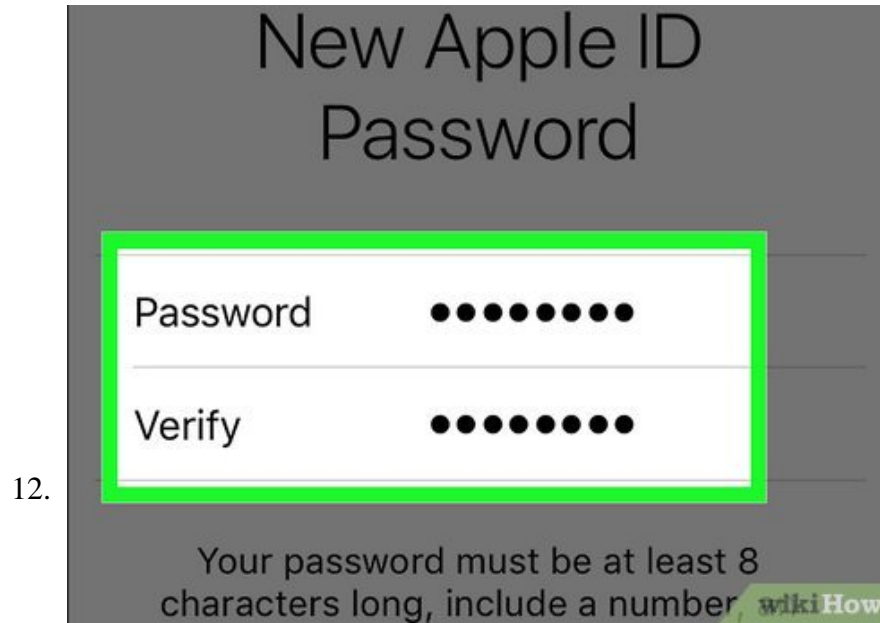 New Apple ID
Password
Password ●●●●●●●●
Verify ●●●●●●●●
12.
Your password must be at least 8
characters long, include a number,
wikiHow